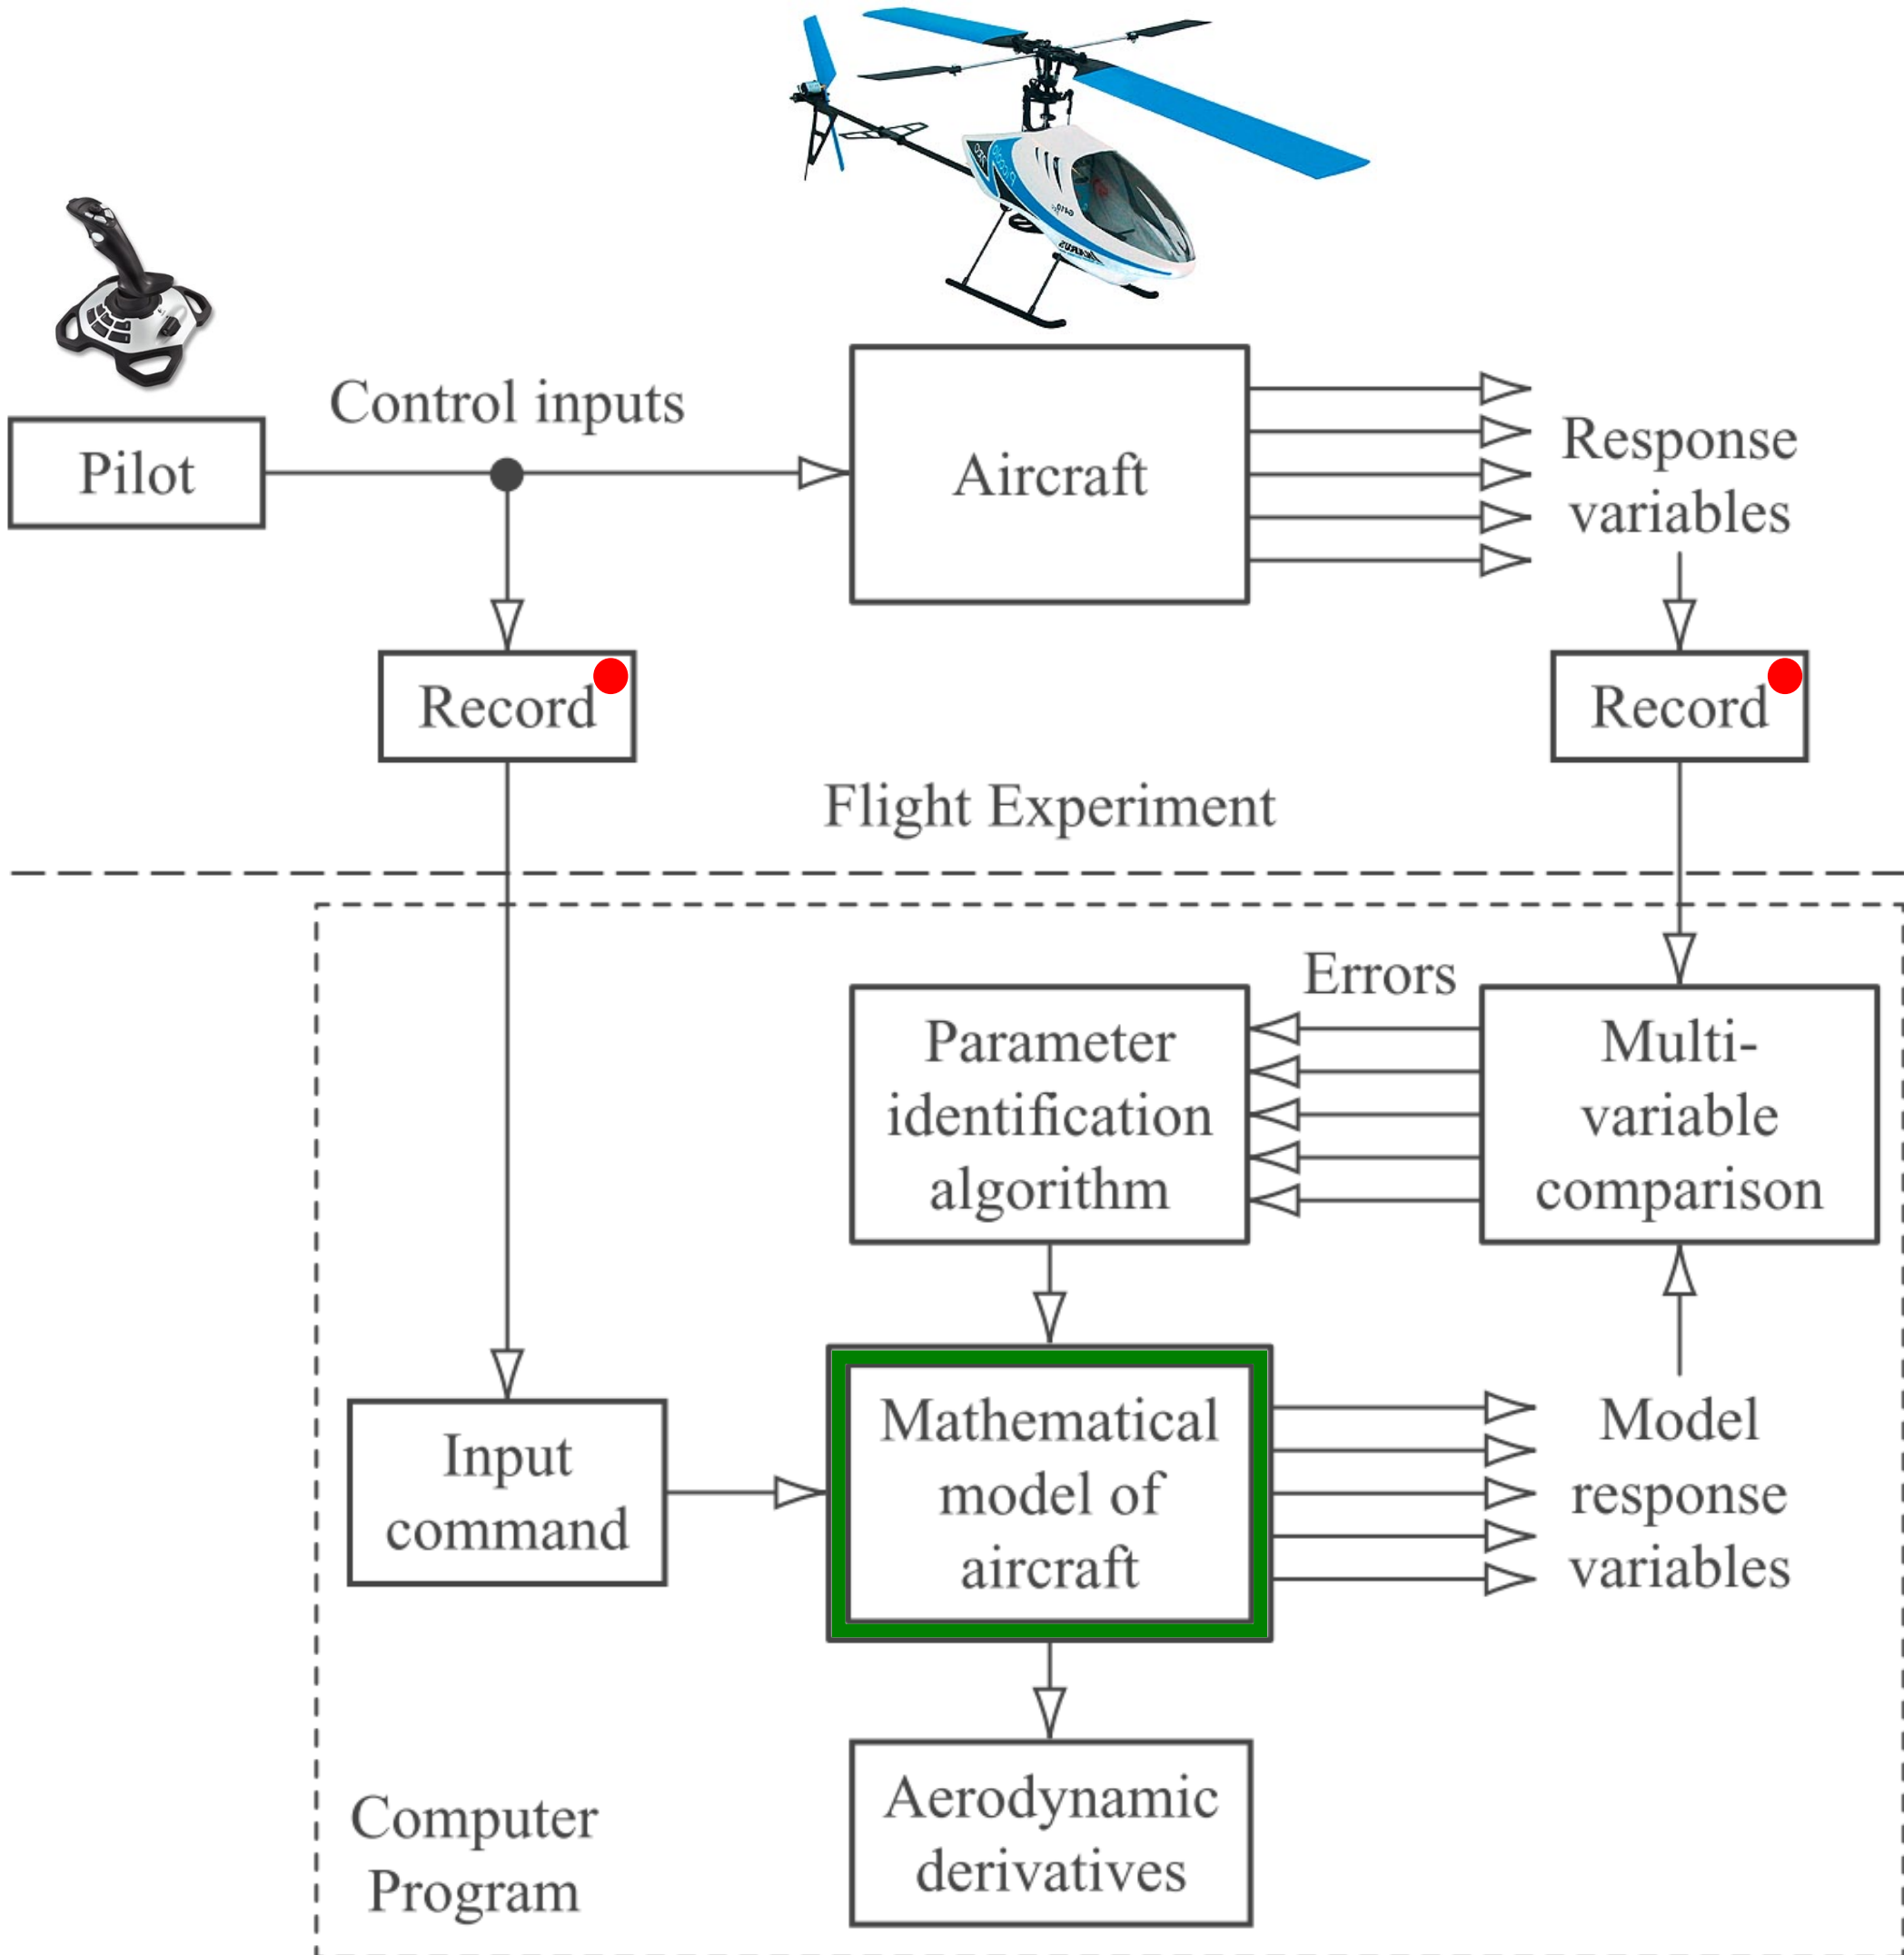 Control inputs
Pilot
Aircraft
Response
variables
Record
Record
Flight Experiment
Errors
Parameter
identification
algorithm
Multi-
variable
comparison
Input
command
Mathematical
model of
aircraft
Model
response
variables
Aerodynamic
derivatives
Computer
Program